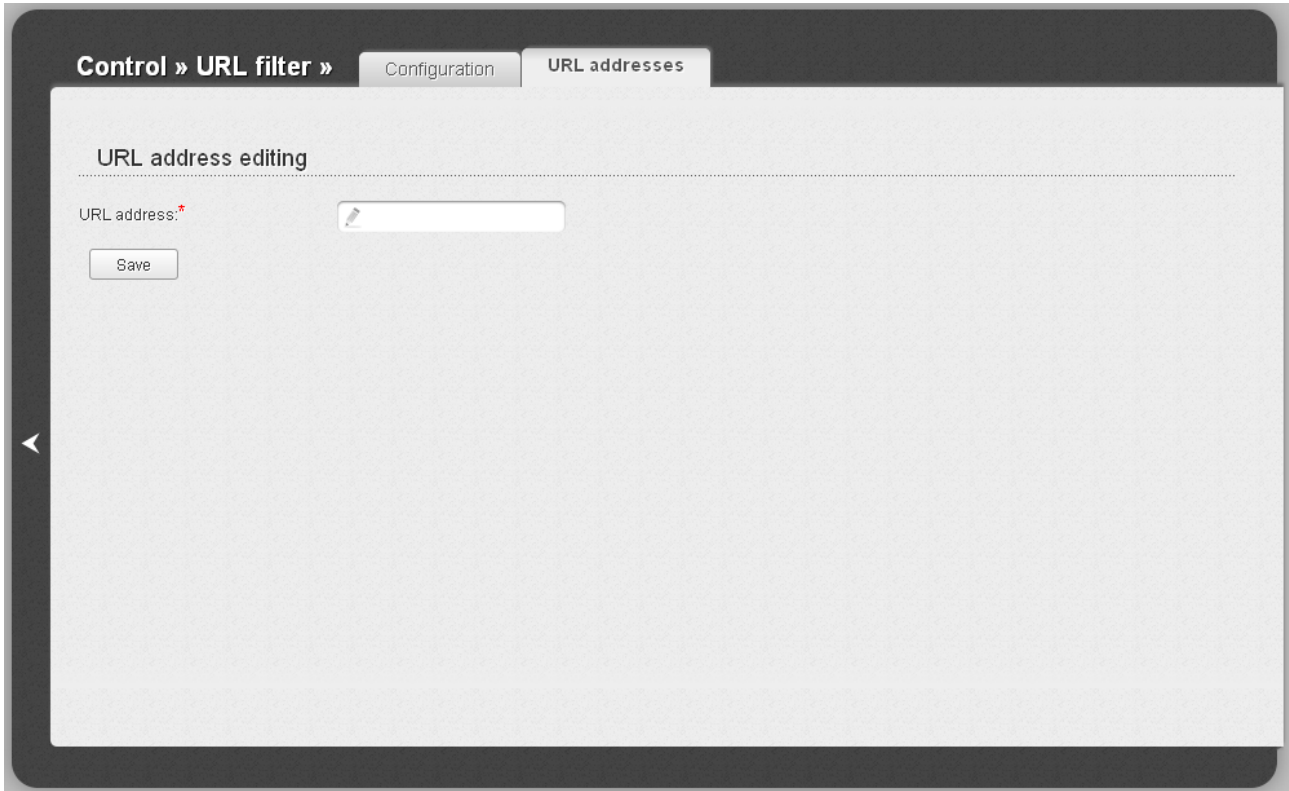 Control » URL filter » Configuration URL addresses
URL address editing
URL address:*
Save